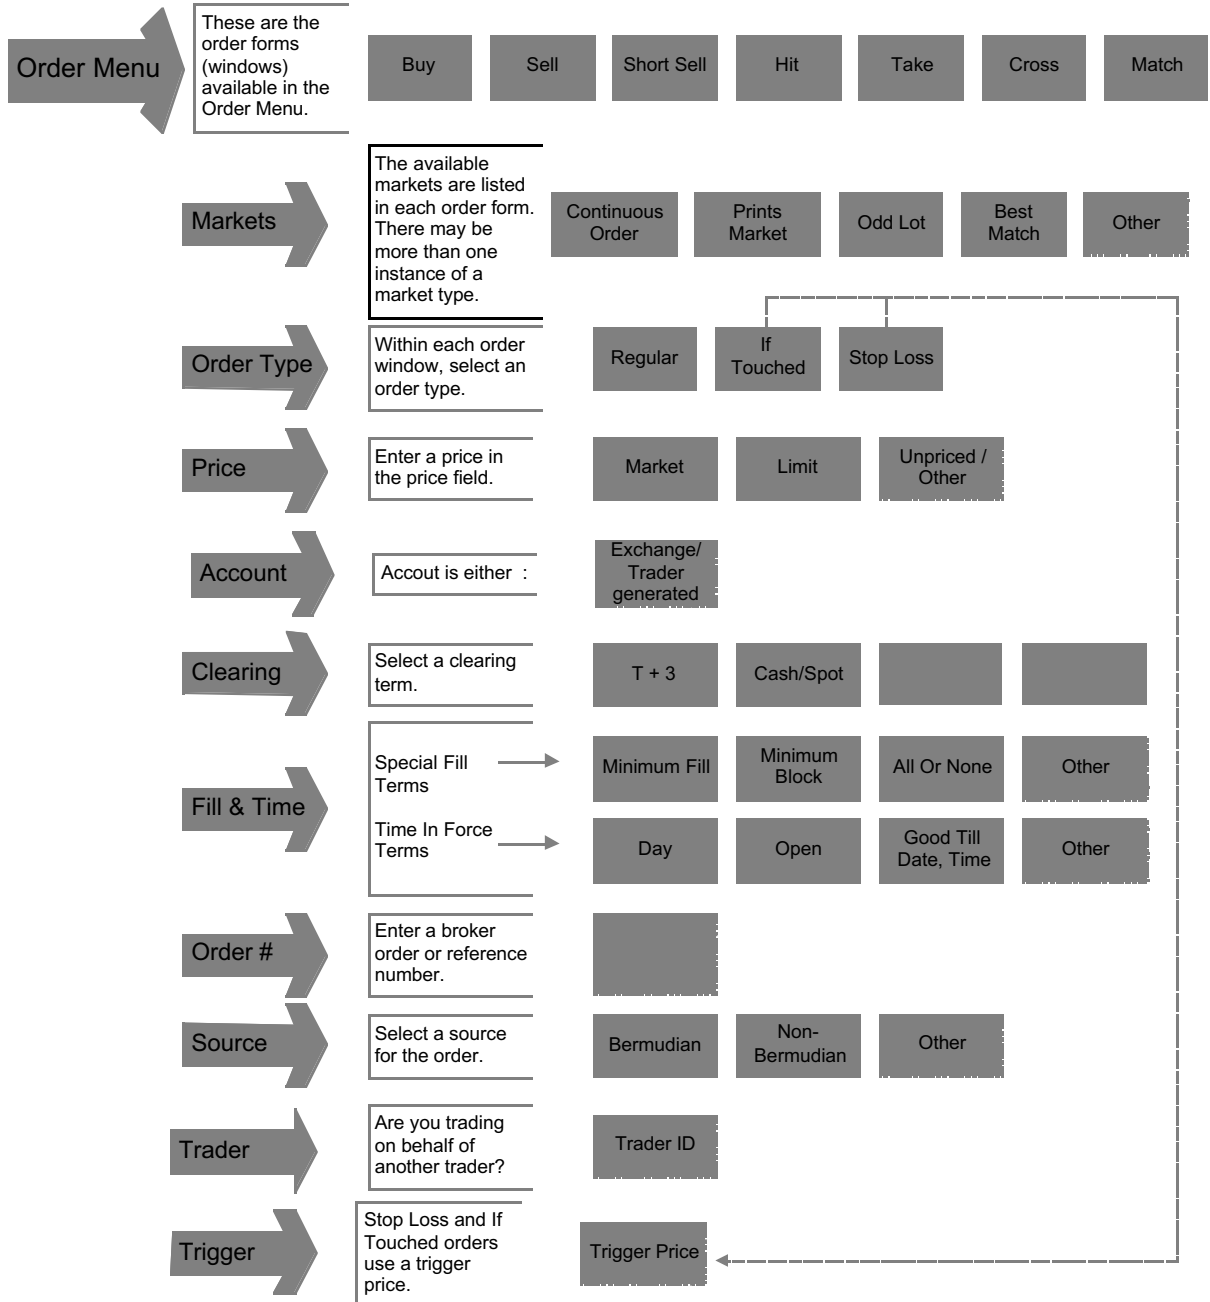 Order Menu
These are the
order forms
(windows)
available in the
Order Menu.
Buy
Sell
Short Sell
Hit
Take
Cross
Match
Markets
The available
markets are listed
in each order form.
There may be
more than one
instance of a
market type.
Continuous
Order
Prints
Market
Odd Lot
Best
Match
Other
Order Type
Within each order
window, select an
order type.
Regular
If
Touched
Stop Loss
Price
Enter a price in
the price field.
Market
Limit
Unpriced /
Other
Account
Accout is either :
Exchange/
Trader
generated
Clearing
Select a clearing
term.
T + 3
Cash/Spot
Fill & Time
Special Fill
Terms
Minimum Fill
Minimum
Block
All Or None
Other
Time In Force
Terms
Day
Open
Good Till
Date, Time
Other
Order #
Enter a broker
order or reference
number.
Source
Select a source
for the order.
Bermudian
Non-
Bermudian
Other
Trader
Are you trading
on behalf of
another trader?
Trader ID
Trigger
Stop Loss and If
Touched orders
use a trigger
price.
Trigger Price